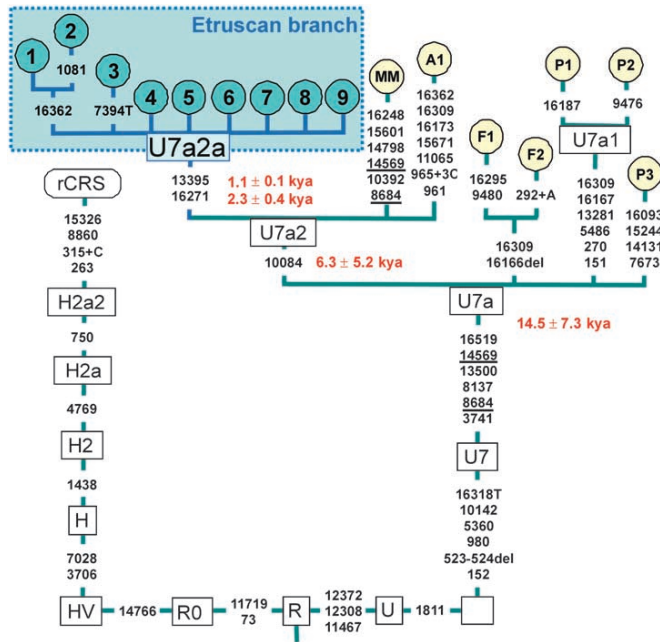 Etruscan branch
1
2
1081
3
16362
7394T
4
5
6
7
8
9
U7a2a
MM
16248
15601
14798
14569
10392
8684
A1
16362
16309
16173
15671
11065
965+3C
961
P1
P2
16187
9476
U7a1
F1
F2
16295
9480
292+A
16309
16166del
16309
16167
13281
5486
270
151
P3
16093
15244
14131
7673
13395
16271
1.1 ± 0.1 kya
2.3 ± 0.4 kya
U7a2
10084
6.3 ± 5.2 kya
U7a
14.5 ± 7.3 kya
16519
14569
13500
8137
8684
3741
U7
16318T
10142
5360
980
523-524del
152
rCRS
15326
8860
315+C
263
H2a2
750
H2a
4769
H2
1438
H
7028
3706
HV
14766
R0
11719
73
R
12372
12308
11467
U
1811